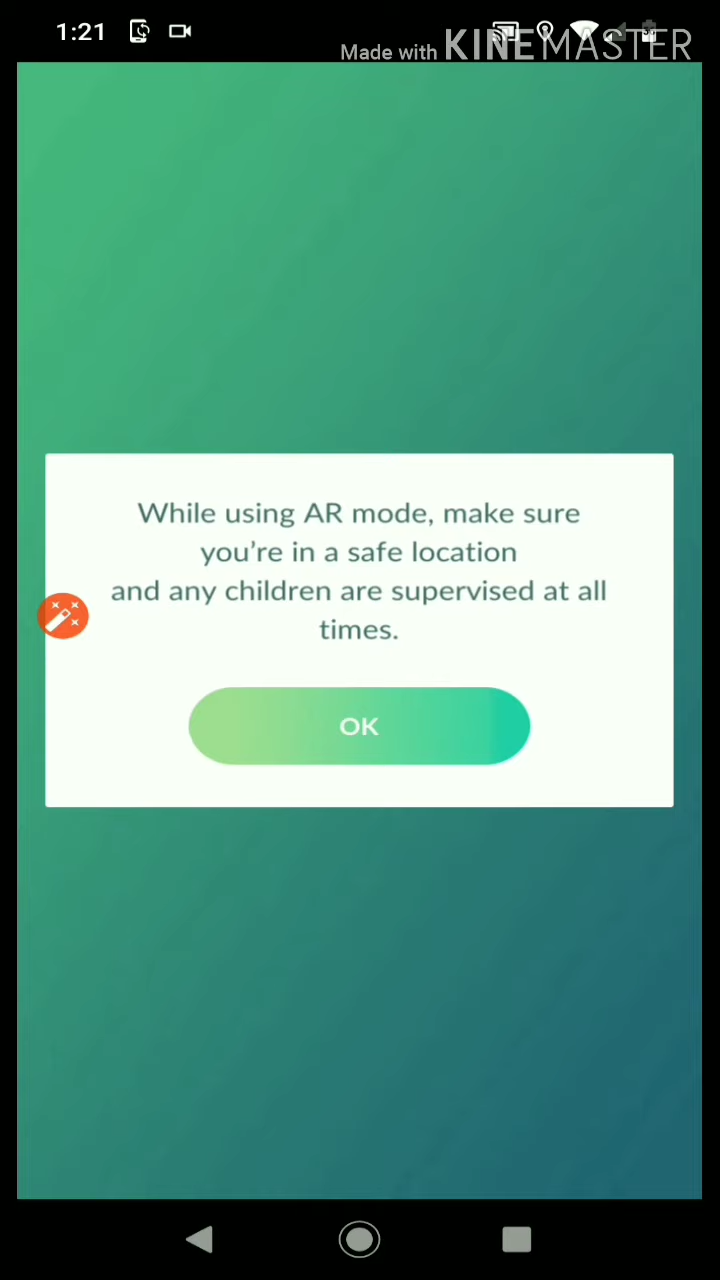 1:21
Made with KINEMASTER
While using AR mode, make sure
you're in a safe location
and any children are supervised at all
times.
OK